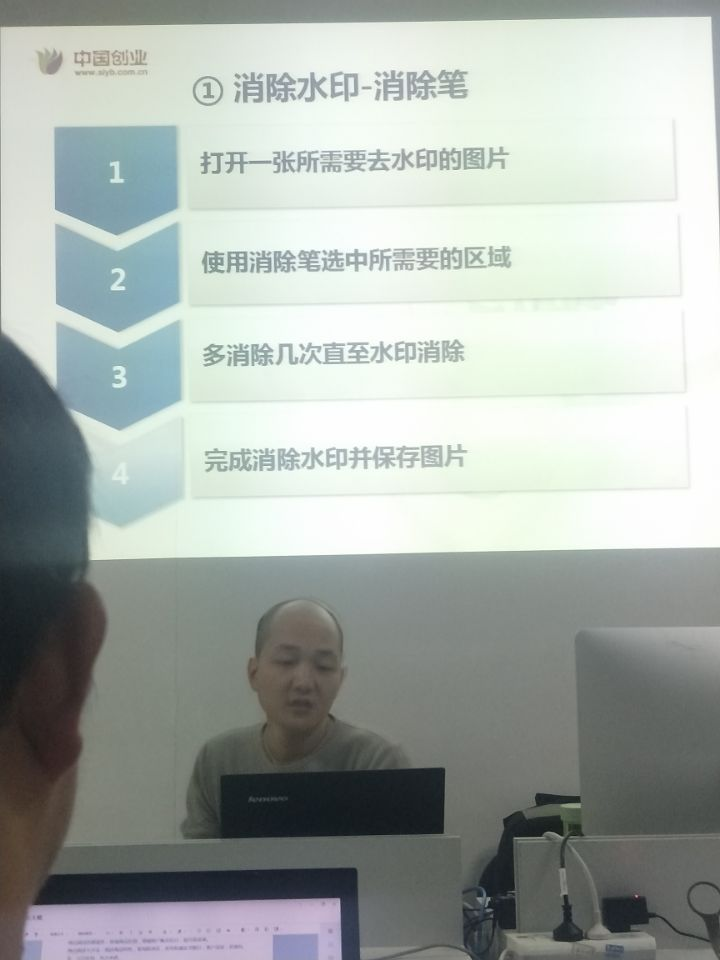 中国创业
www.siyb.com.cn
① 消除水印-消除笔
1
打开一张所需要去水印的图片
2
使用消除笔选中所需要的区域
3
多消除几次直至水印消除
4
完成消除水印并保存图片
lenovo